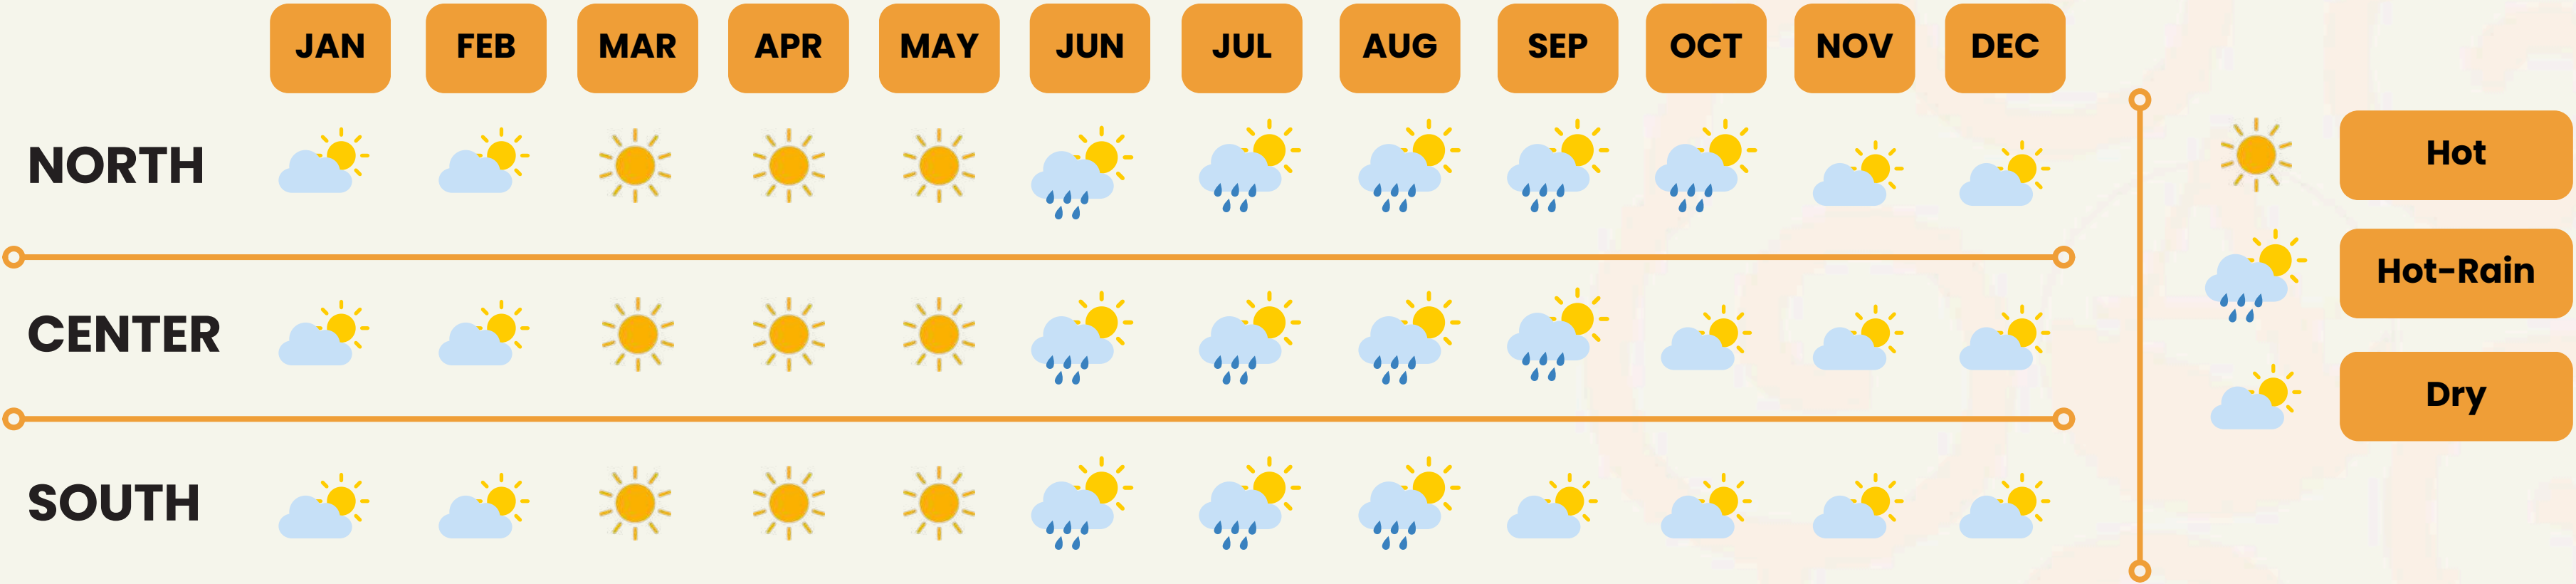 JAN FEB MAR APR MAY JUN JUL AUG SEP OCT NOV DEC
NORTH
CENTER
SOUTH
Hot
Hot-Rain
Dry